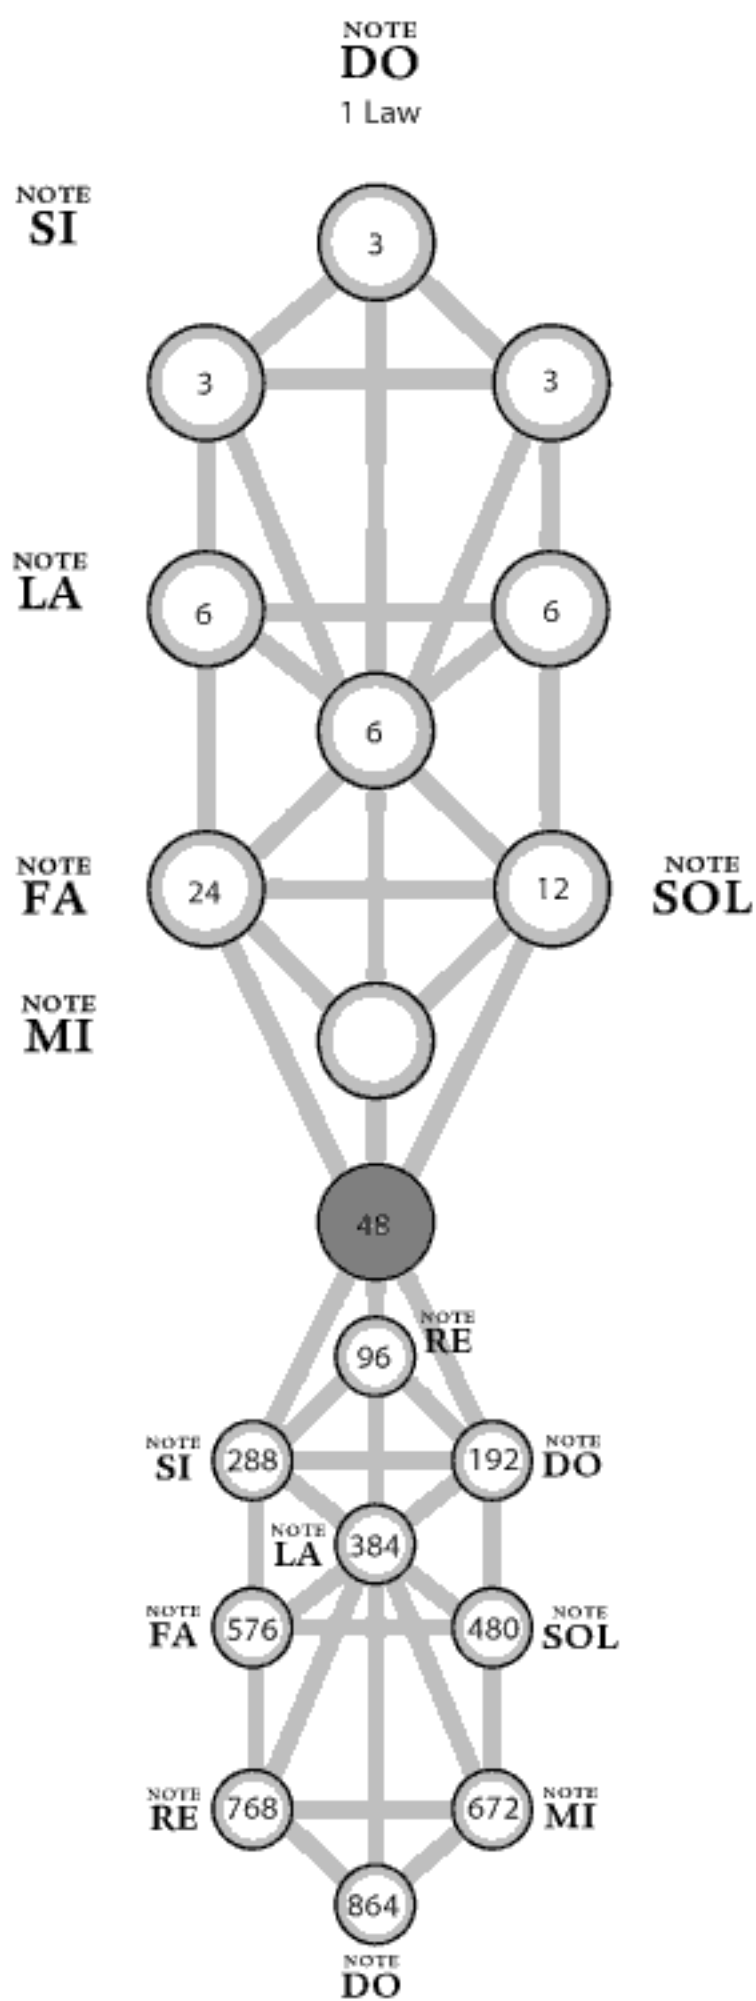 NOTE
DO
1 Law
NOTE
SI
3
3
3
NOTE
LA
6
6
6
NOTE
FA
24
12
NOTE
SOL
NOTE
MI
48
NOTE
RE
96
NOTE
SI
288
192
NOTE
DO
NOTE
LA
384
NOTE
FA
576
480
NOTE
SOL
NOTE
RE
768
672
NOTE
MI
864
NOTE
DO